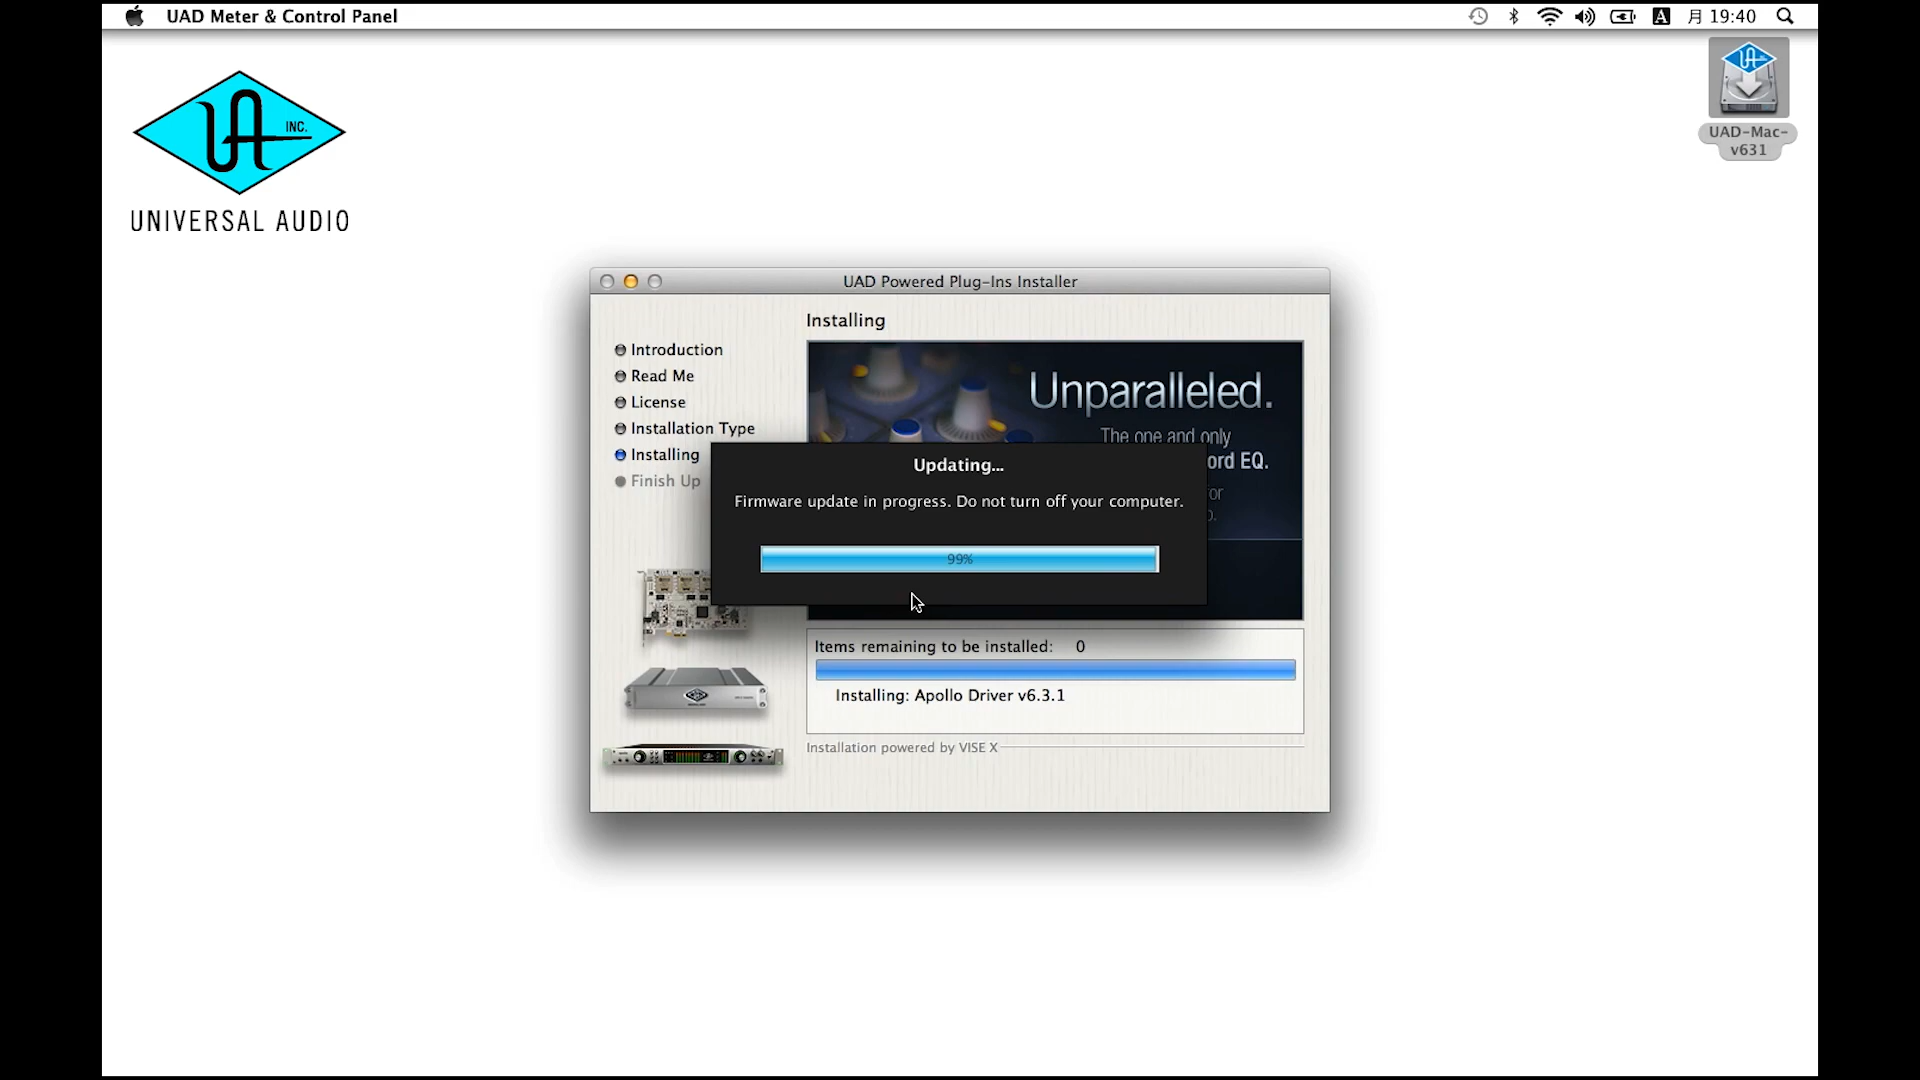 UAD Meter & Control Panel
A 月 19:40
UA INC.
UNIVERSAL AUDIO
UAD-Mac-
v631
UAD Powered Plug-Ins Installer
Installing
Introduction
Read Me
License
Installation Type
Installing
Finish Up
Unparalleled.
The one and only
ord EQ.
or
Updating...
Firmware update in progress. Do not turn off your computer.
99%
Items remaining to be installed: 0
Installing: Apollo Driver v6.3.1
Installation powered by VISE X